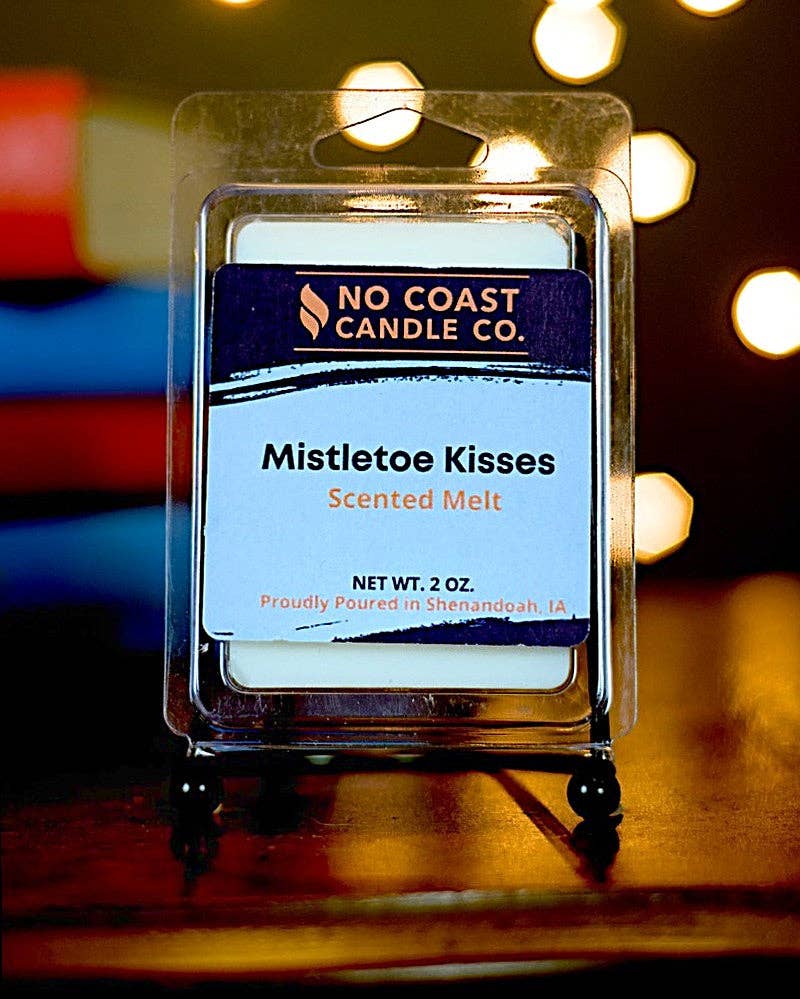 NO COAST
CANDLE CO.
Mistletoe Kisses
Scented Melt
NET WT. 2 OZ.
Proudly Poured in Shenandoah, IA